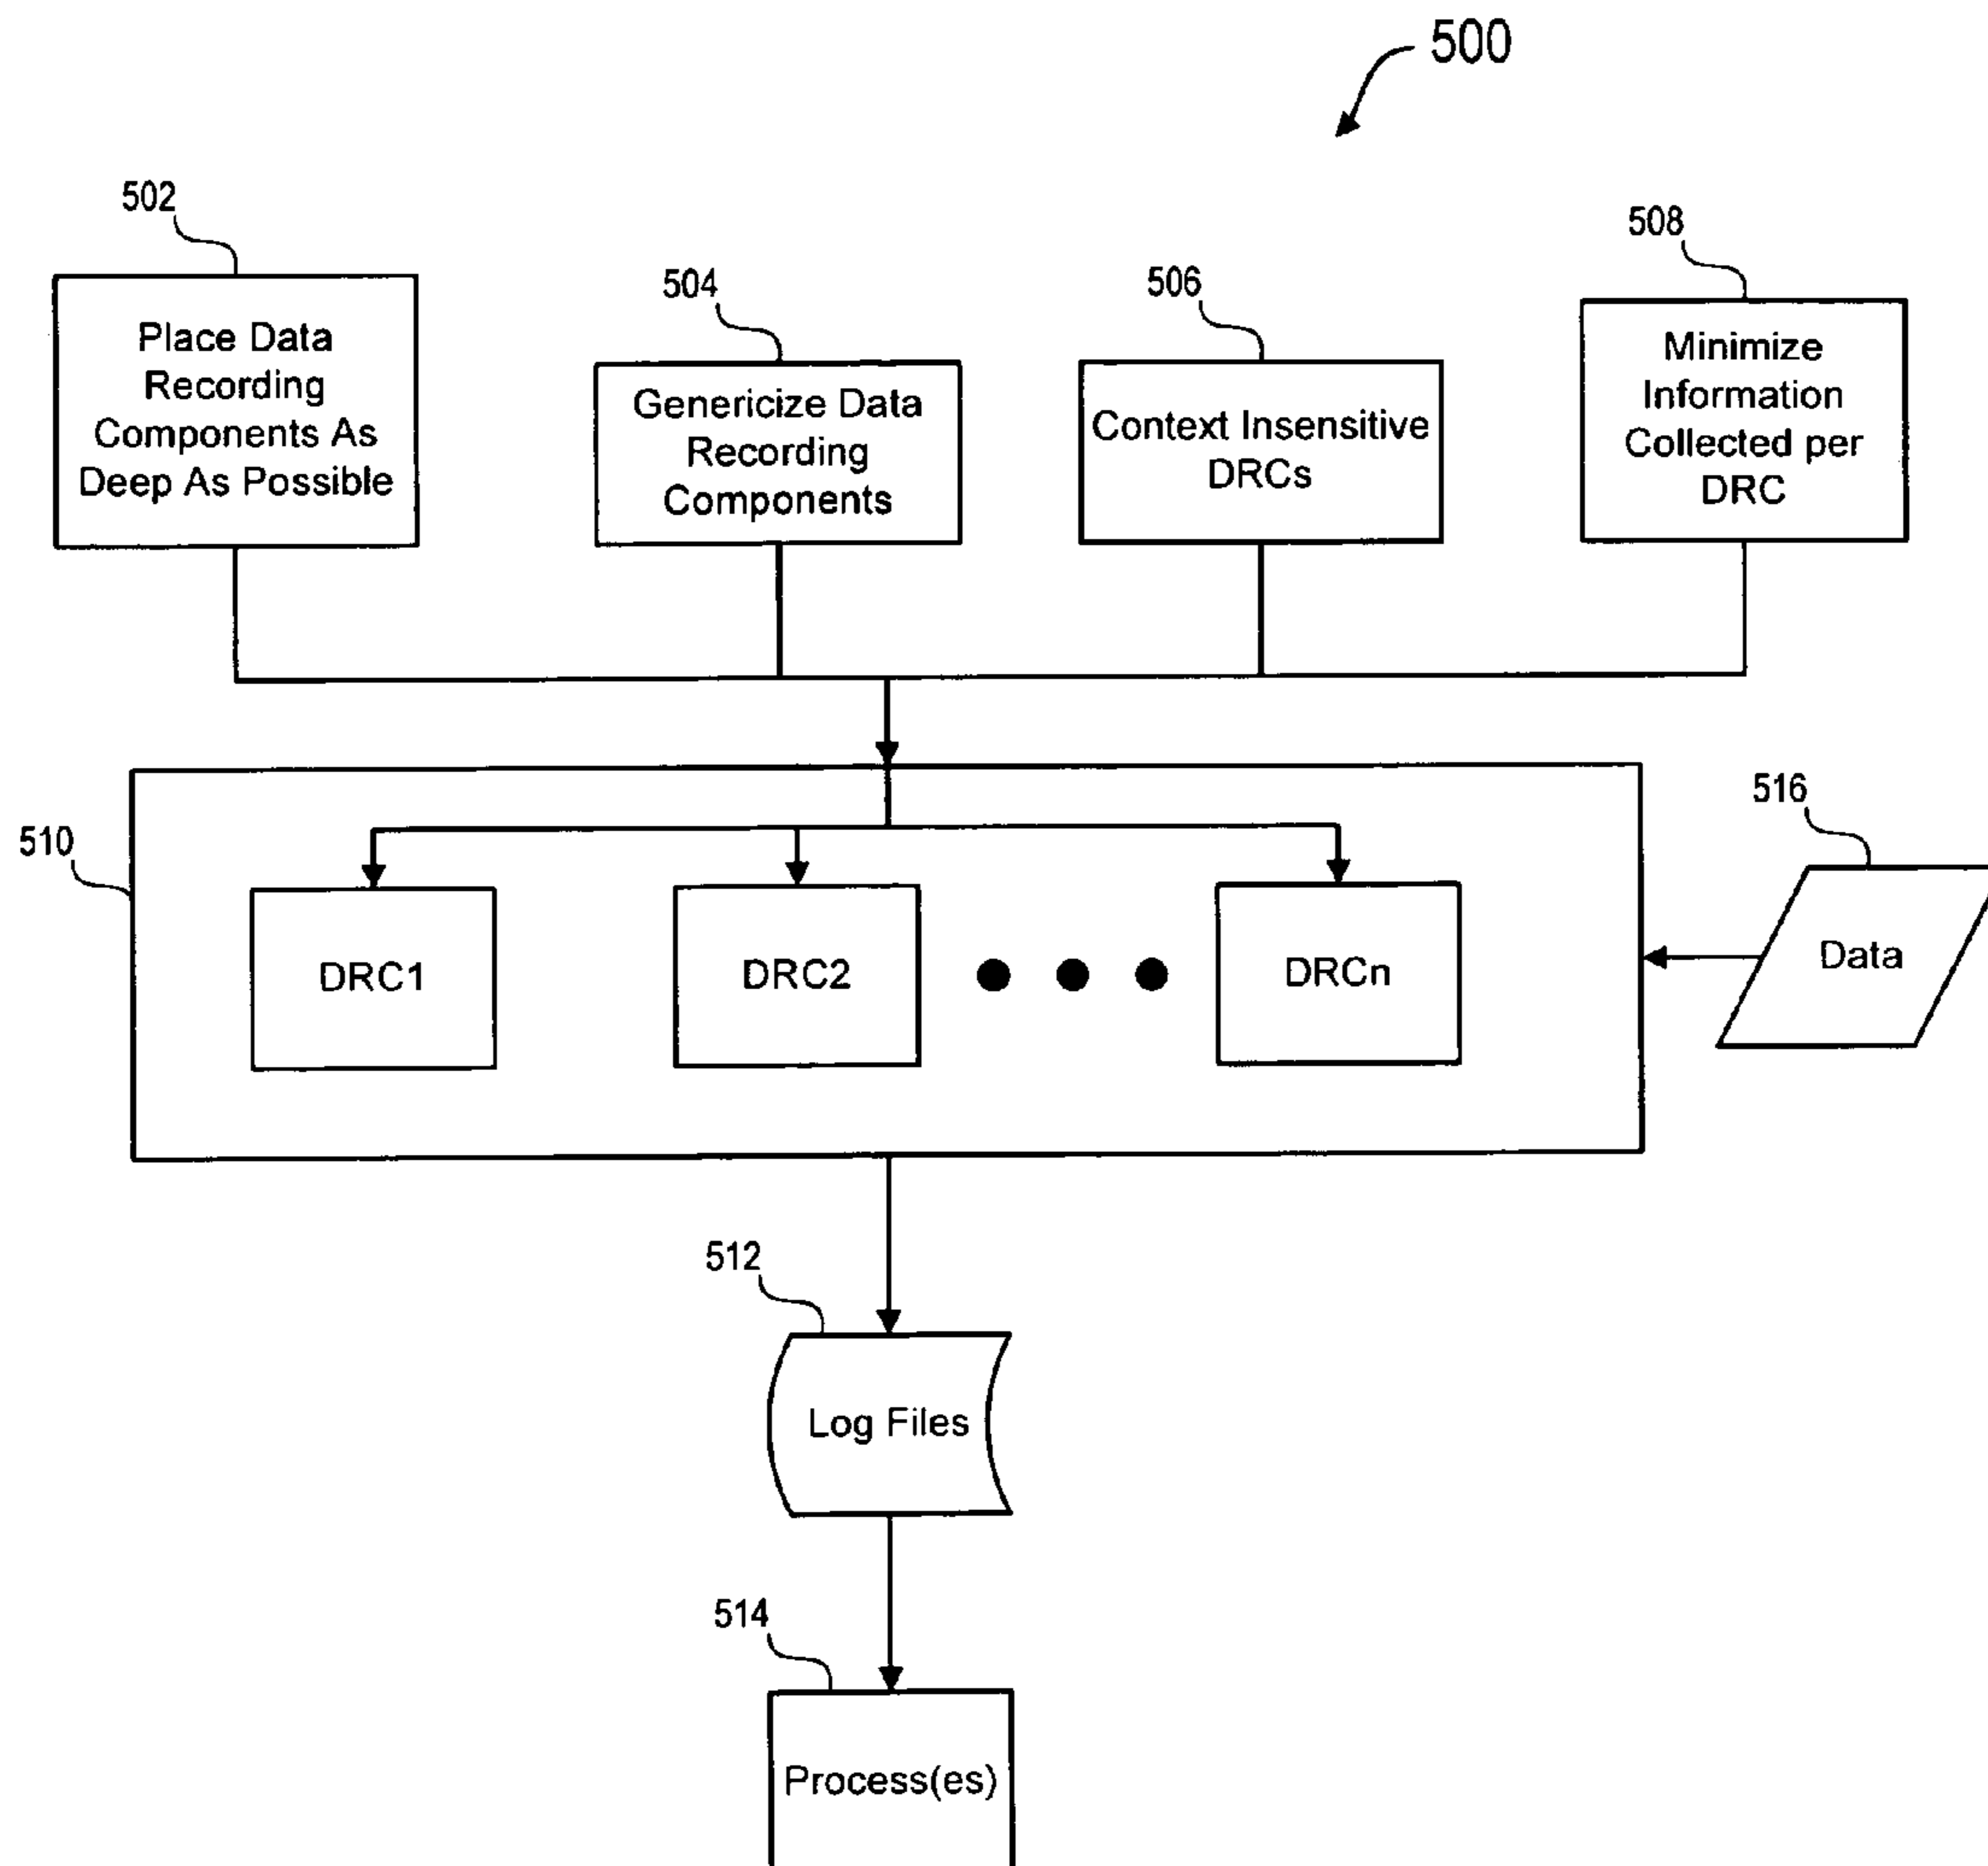 500
502
Place Data
Recording
Components As
Deep As Possible
504
Genericize Data
Recording
Components
506
Context Insensitive
DRCs
508
Minimize
Information
Collected per
DRC
510
DRC1
DRC2
DRCn
516
Data
512
Log Files
514
Process(es)